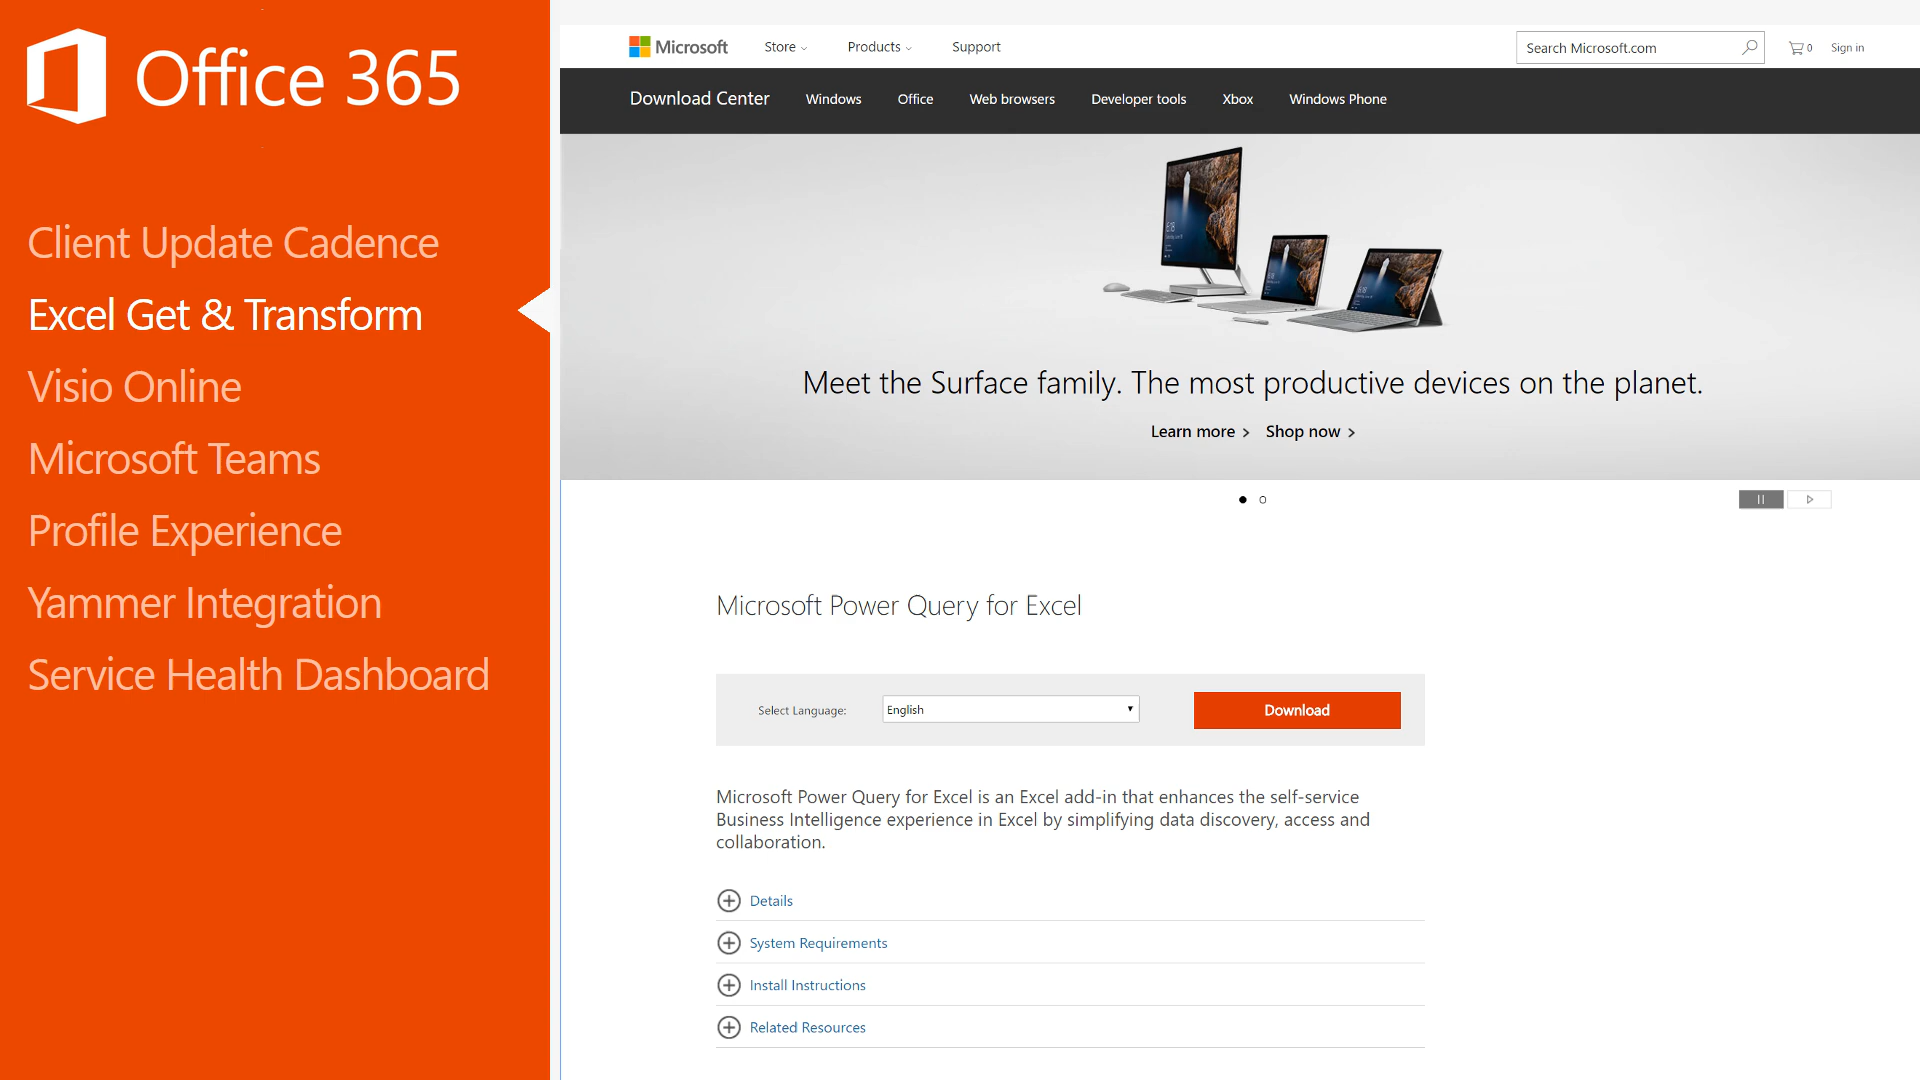 Office 365
Client Update Cadence
Excel Get & Transform
Visio Online
Microsoft Teams
Profile Experience
Yammer Integration
Service Health Dashboard
Microsoft Store Products Support Search Microsoft.com 0 Sign in
Download Center Windows Office Web browsers Developer tools Xbox Windows Phone
Meet the Surface family. The most productive devices on the planet.
Learn more > Shop now >
Microsoft Power Query for Excel
Select Language: English Download
Microsoft Power Query for Excel is an Excel add-in that enhances the self-service
Business Intelligence experience in Excel by simplifying data discovery, access and
collaboration.
Details
System Requirements
Install Instructions
Related Resources